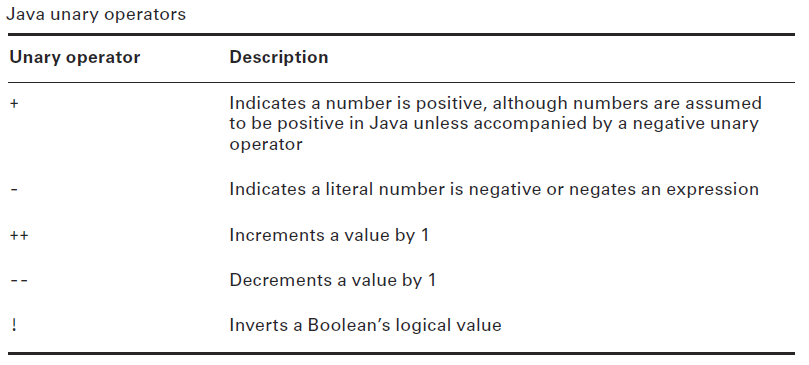 Java unary operators
Unary operator Description
+ Indicates a number is positive, although numbers are assumed
to be positive in Java unless accompanied by a negative unary
operator
- Indicates a literal number is negative or negates an expression
++ Increments a value by 1
-- Decrements a value by 1
! Inverts a Boolean’s logical value